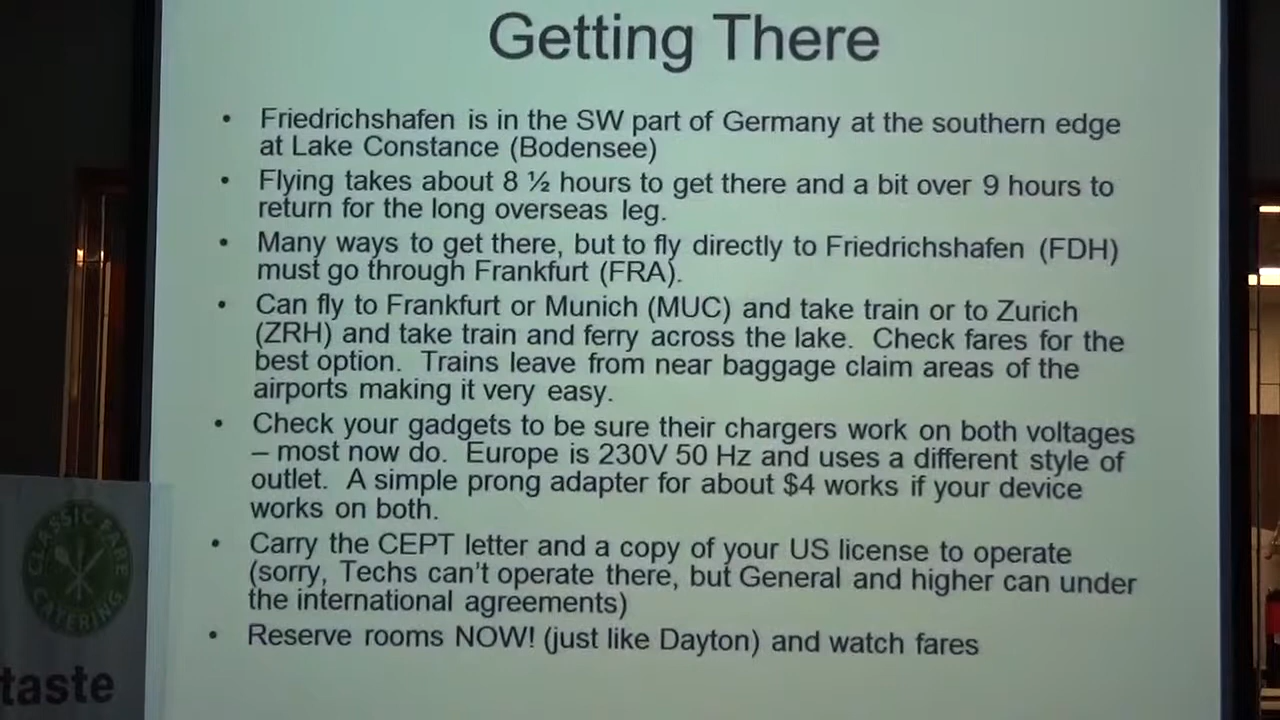 Getting There
• Friedrichshafen is in the SW part of Germany at the southern edge
at Lake Constance (Bodensee)
• Flying takes about 8 ½ hours to get there and a bit over 9 hours to
return for the long overseas leg.
• Many ways to get there, but to fly directly to Friedrichshafen (FDH)
must go through Frankfurt (FRA).
• Can fly to Frankfurt or Munich (MUC) and take train or to Zurich
(ZRH) and take train and ferry across the lake. Check fares for the
best option. Trains leave from near baggage claim areas of the
airports making it very easy.
• Check your gadgets to be sure their chargers work on both voltages
– most now do. Europe is 230V 50 Hz and uses a different style of
outlet. A simple prong adapter for about $4 works if your device
works on both.
• Carry the CEPT letter and a copy of your US license to operate
(sorry, Techs can't operate there, but General and higher can under
the international agreements)
• Reserve rooms NOW! (just like Dayton) and watch fares
CLASSIC FARE
CATERING
taste